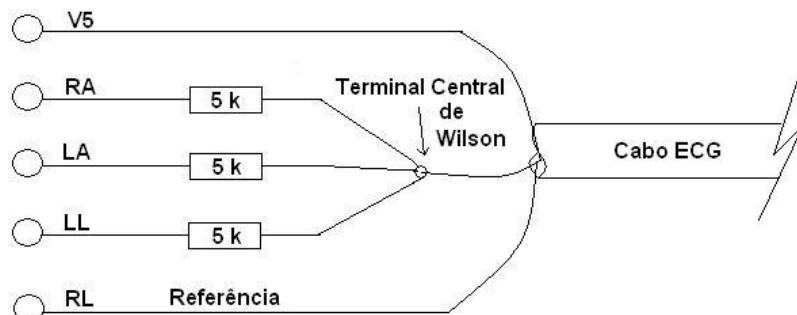 V5
RA
5 k
Terminal Central
de
Wilson
LA
5 k
Cabo ECG
LL
5 k
RL
Referência